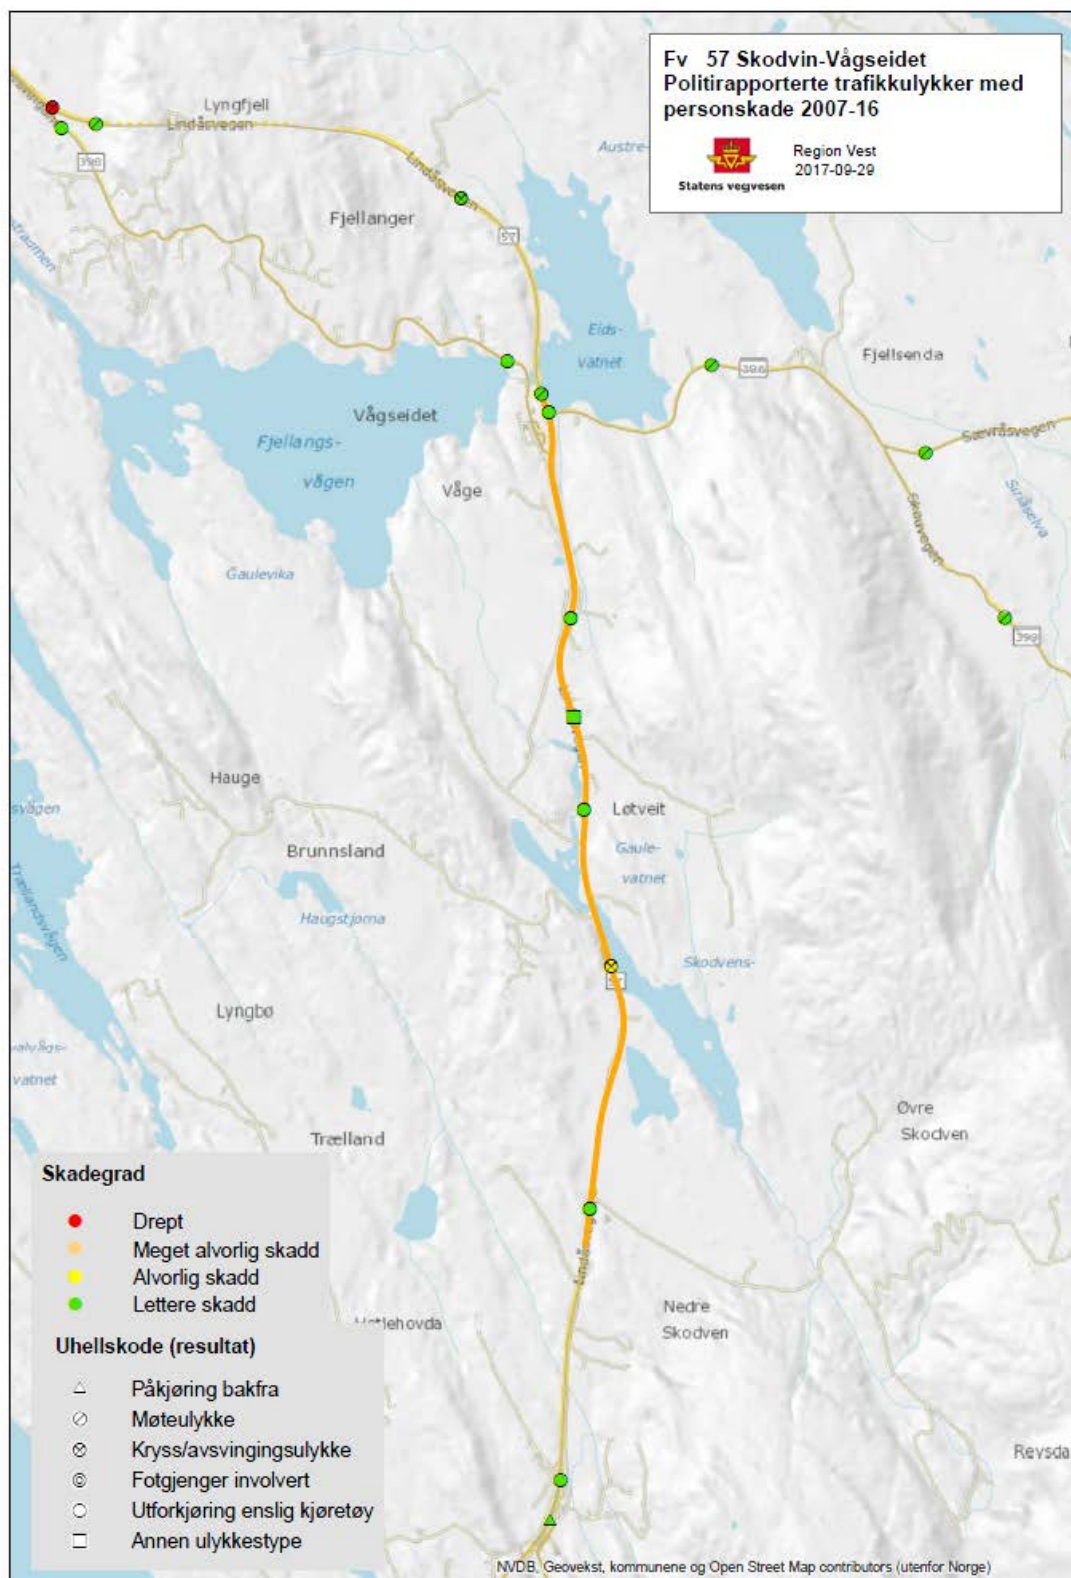 Fv 57 Skodvin-Vågseidet
Politirapporterte trafikkulykker med
personskade 2007-16
Region Vest
2017-09-29
Statens vegvesen
Lyngfjell
Lindåsvegen
398
Austre-
Lindåsvegen
Fjellanger
57
Eids-
vatnet
Fjellsenda
Vågseidet
Fjellangs-
vågen
Sævråsvegen
Våge
Skauvegen
Gaulevika
Hauge
Løtveit
Brunnsland
Gaule-
vatnet
Trællandsvågen
Haugstjørna
Skodvens-
57
Lyngbø
vatnet
Øvre
Skodven
Trælland
Skadegrad
Drept
Meget alvorlig skadd
Alvorlig skadd
Lettere skadd
Nedre
Skodven
Uhellskode (resultat)
Påkjøring bakfra
Møteulykke
Kryss/avsvingingsulykke
Fotgjenger involvert
Utforkjøring enslig kjøretøy
Annen ulykkestype
Reysda
NVDB, Geovekst, kommunene og Open Street Map contributors (utenfor Norge)